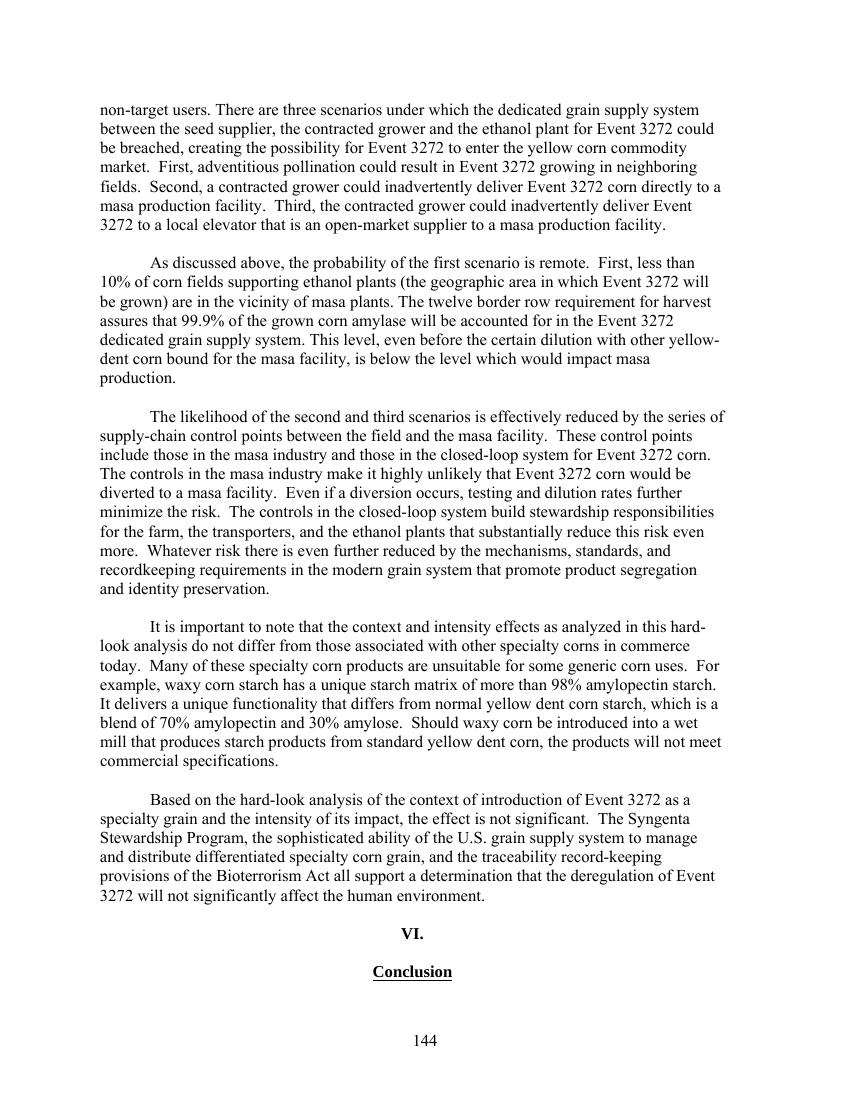 non-target users. There are three scenarios under which the dedicated grain supply system
between the seed supplier, the contracted grower and the ethanol plant for Event 3272 could
be breached, creating the possibility for Event 3272 to enter the yellow corn commodity
market.  First, adventitious pollination could result in Event 3272 growing in neighboring
fields.  Second, a contracted grower could inadvertently deliver Event 3272 corn directly to a
masa production facility.  Third, the contracted grower could inadvertently deliver Event
3272 to a local elevator that is an open-market supplier to a masa production facility.
As discussed above, the probability of the first scenario is remote.  First, less than
10% of corn fields supporting ethanol plants (the geographic area in which Event 3272 will
be grown) are in the vicinity of masa plants. The twelve border row requirement for harvest
assures that 99.9% of the grown corn amylase will be accounted for in the Event 3272
dedicated grain supply system. This level, even before the certain dilution with other yellow-
dent corn bound for the masa facility, is below the level which would impact masa
production.
The likelihood of the second and third scenarios is effectively reduced by the series of
supply-chain control points between the field and the masa facility.  These control points
include those in the masa industry and those in the closed-loop system for Event 3272 corn.
The controls in the masa industry make it highly unlikely that Event 3272 corn would be
diverted to a masa facility.  Even if a diversion occurs, testing and dilution rates further
minimize the risk.  The controls in the closed-loop system build stewardship responsibilities
for the farm, the transporters, and the ethanol plants that substantially reduce this risk even
more.  Whatever risk there is even further reduced by the mechanisms, standards, and
recordkeeping requirements in the modern grain system that promote product segregation
and identity preservation.
It is important to note that the context and intensity effects as analyzed in this hard-
look analysis do not differ from those associated with other specialty corns in commerce
today.  Many of these specialty corn products are unsuitable for some generic corn uses.  For
example, waxy corn starch has a unique starch matrix of more than 98% amylopectin starch.
It delivers a unique functionality that differs from normal yellow dent corn starch, which is a
blend of 70% amylopectin and 30% amylose.  Should waxy corn be introduced into a wet
mill that produces starch products from standard yellow dent corn, the products will not meet
commercial specifications.
Based on the hard-look analysis of the context of introduction of Event 3272 as a
specialty grain and the intensity of its impact, the effect is not significant.  The Syngenta
Stewardship Program, the sophisticated ability of the U.S. grain supply system to manage
and distribute differentiated specialty corn grain, and the traceability record-keeping
provisions of the Bioterrorism Act all support a determination that the deregulation of Event
3272 will not significantly affect the human environment.
VI.
Conclusion
144